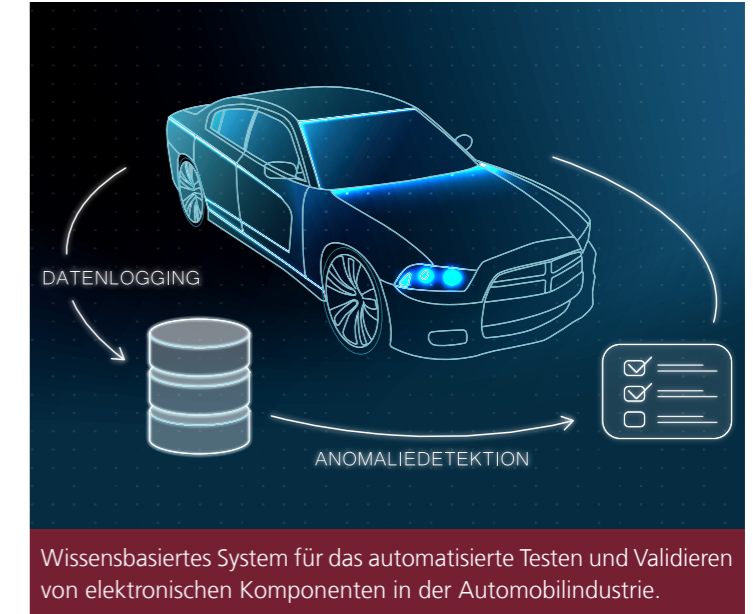 DATENLOGGING
ANOMALIEDETEKTION
Wissensbasiertes System für das automatisierte Testen und Validieren
von elektronischen Komponenten in der Automobilindustrie.